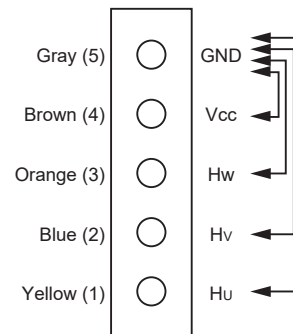 Gray (5) GND
Brown (4) Vcc
Orange (3) Hw
Blue (2) Hv
Yellow (1) Hu